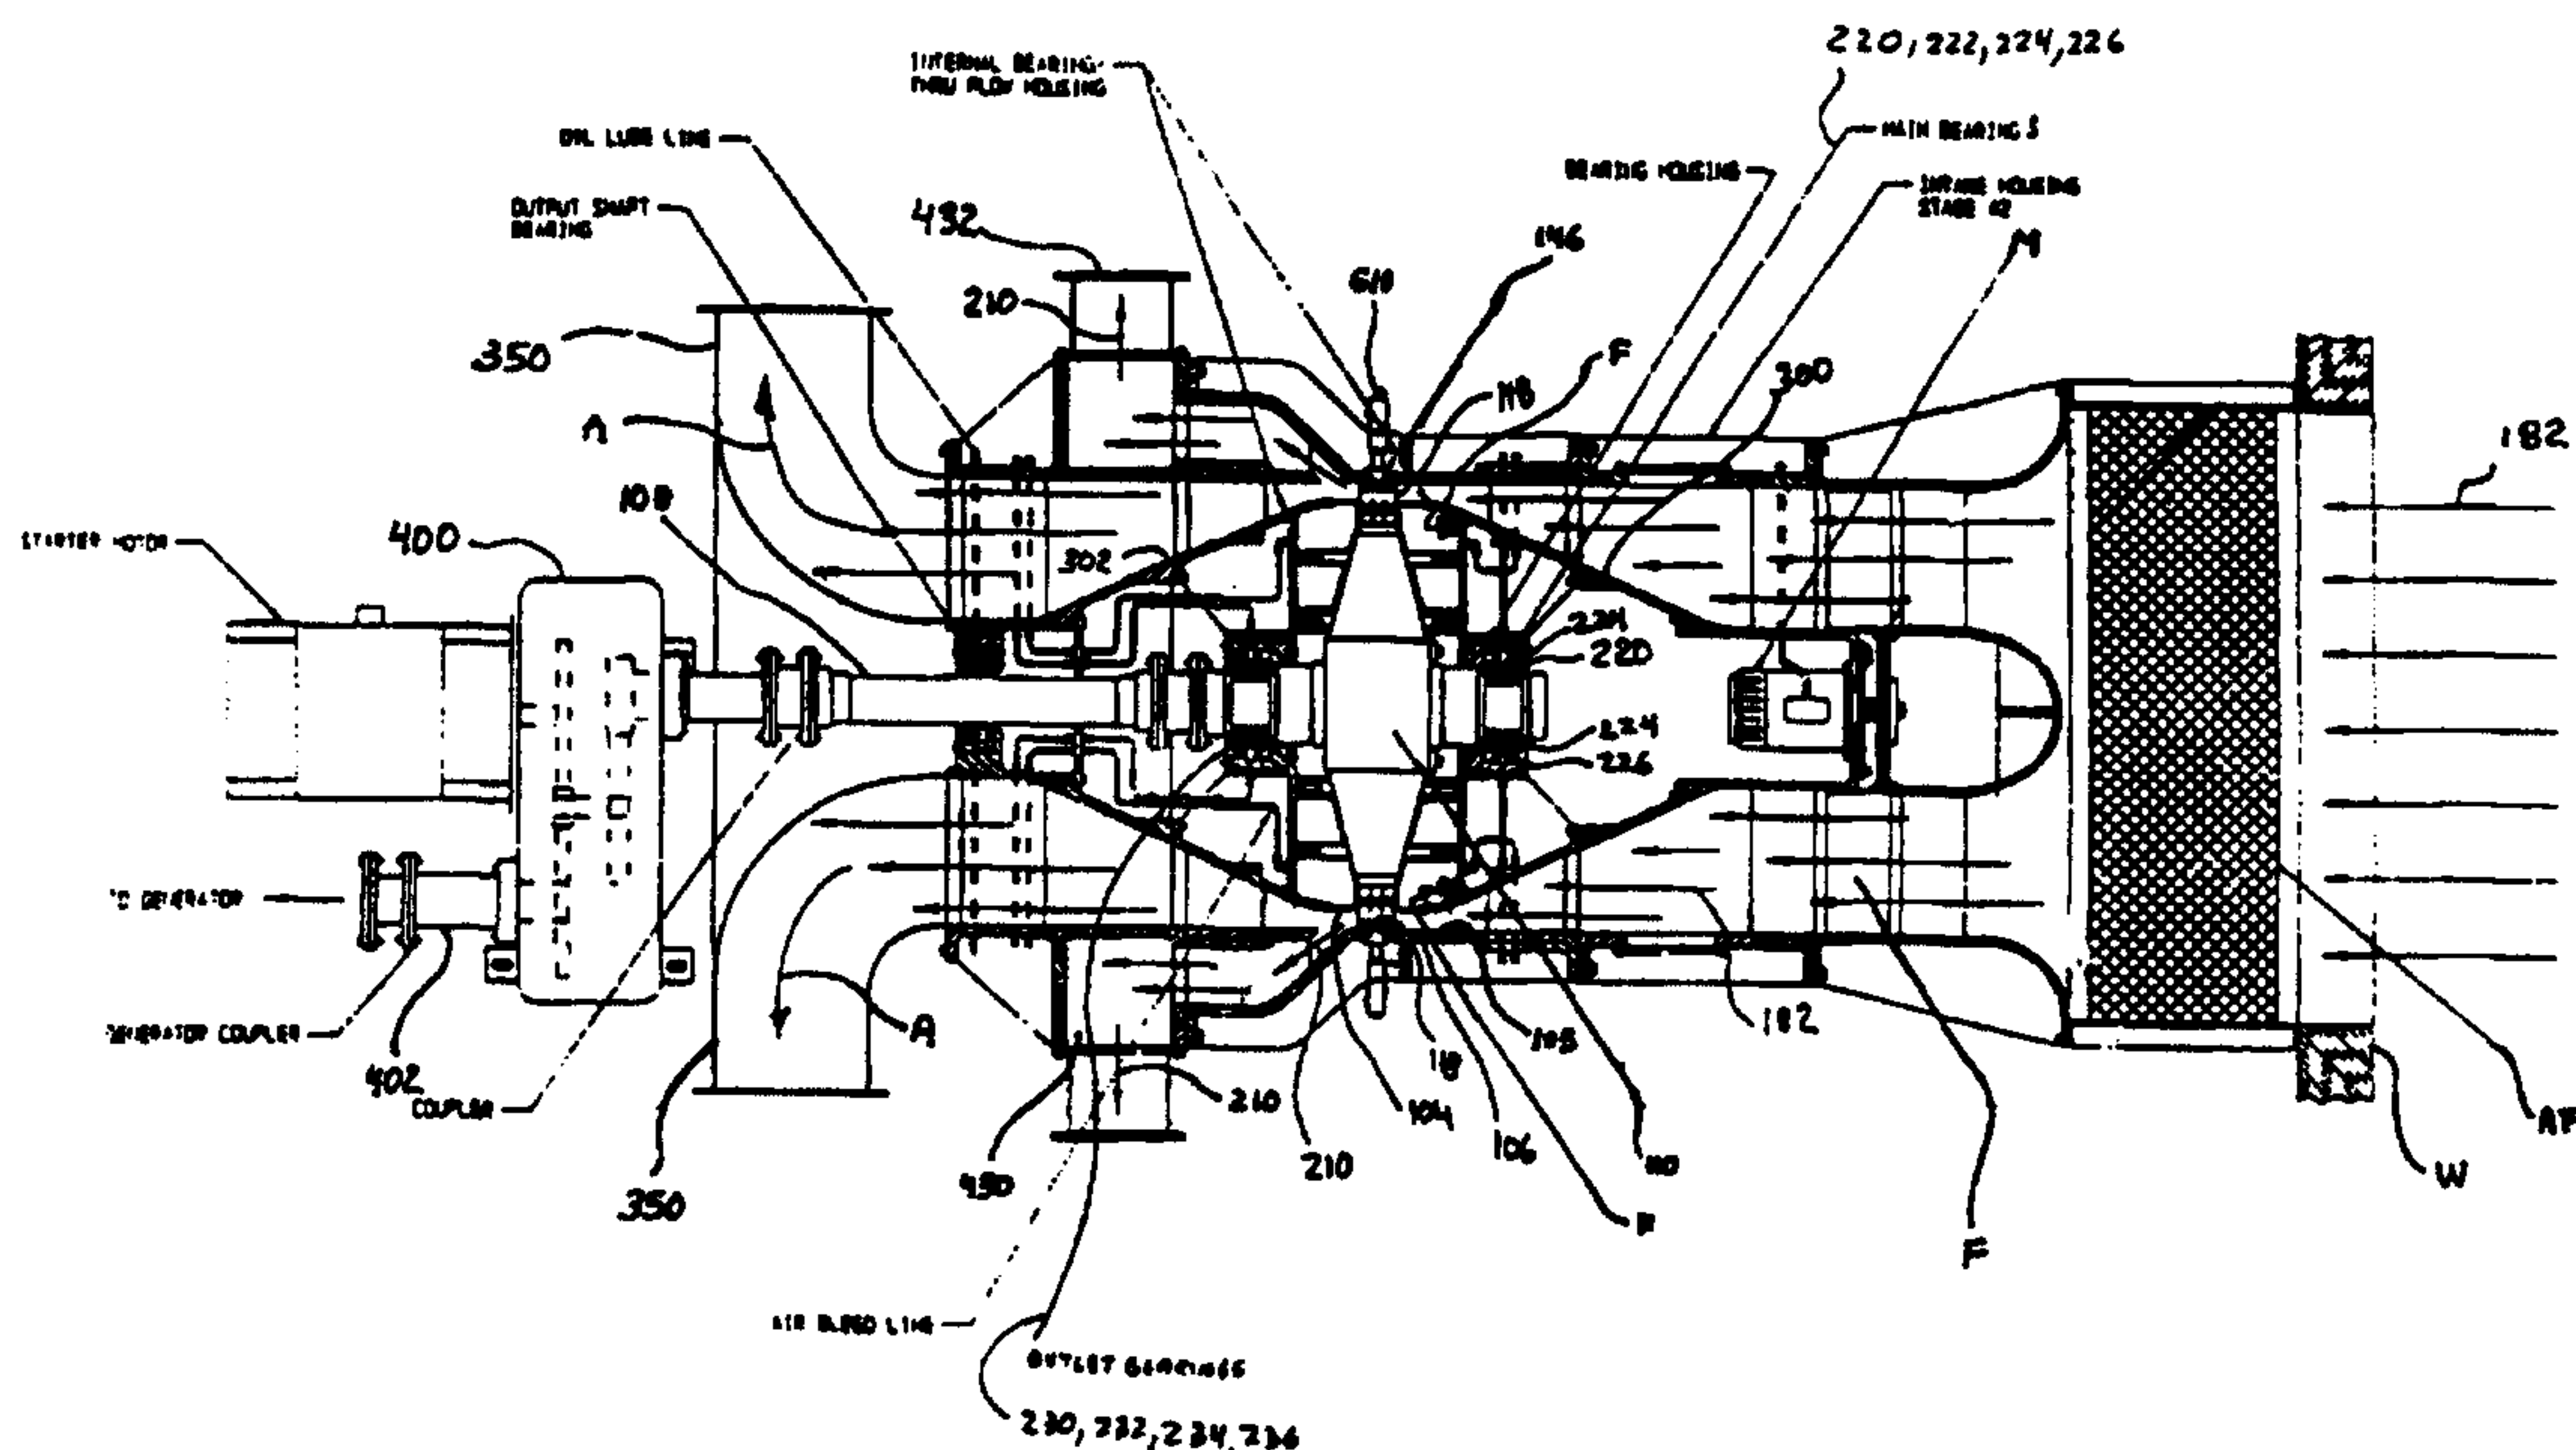 220, 222, 224, 226
INTERNAL BEARING
THRU FLOW HOUSING
OIL LUBE LINE
MAIN BEARINGS
BEARING HOUSING
INTAKE HOUSING
STAGE #2
OUTPUT SHAFT
BEARING
432
146
M
610
210
350
F
118
300
182
A
108
302
STARTER MOTOR
400
224
220
224
226
TO GENERATOR
GENERATOR COUPLER
A
182
105
118
402
COUPLER
210
104
106
110
AF
W
210
430
350
F
F
AIR BLEED LINE
OUTLET BEARINGS
230, 232, 234, 236